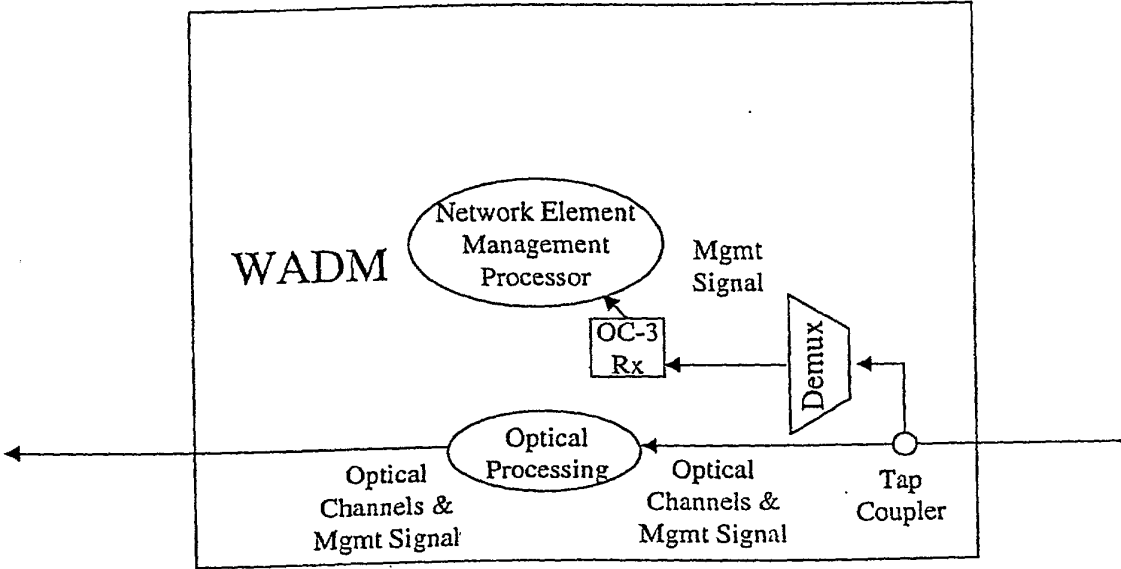 Network Element
Management
Processor
WADM
Mgmt
Signal
OC-3
Rx
Demux
Optical
Processing
Optical
Channels &
Mgmt Signal
Optical
Channels &
Mgmt Signal
Tap
Coupler